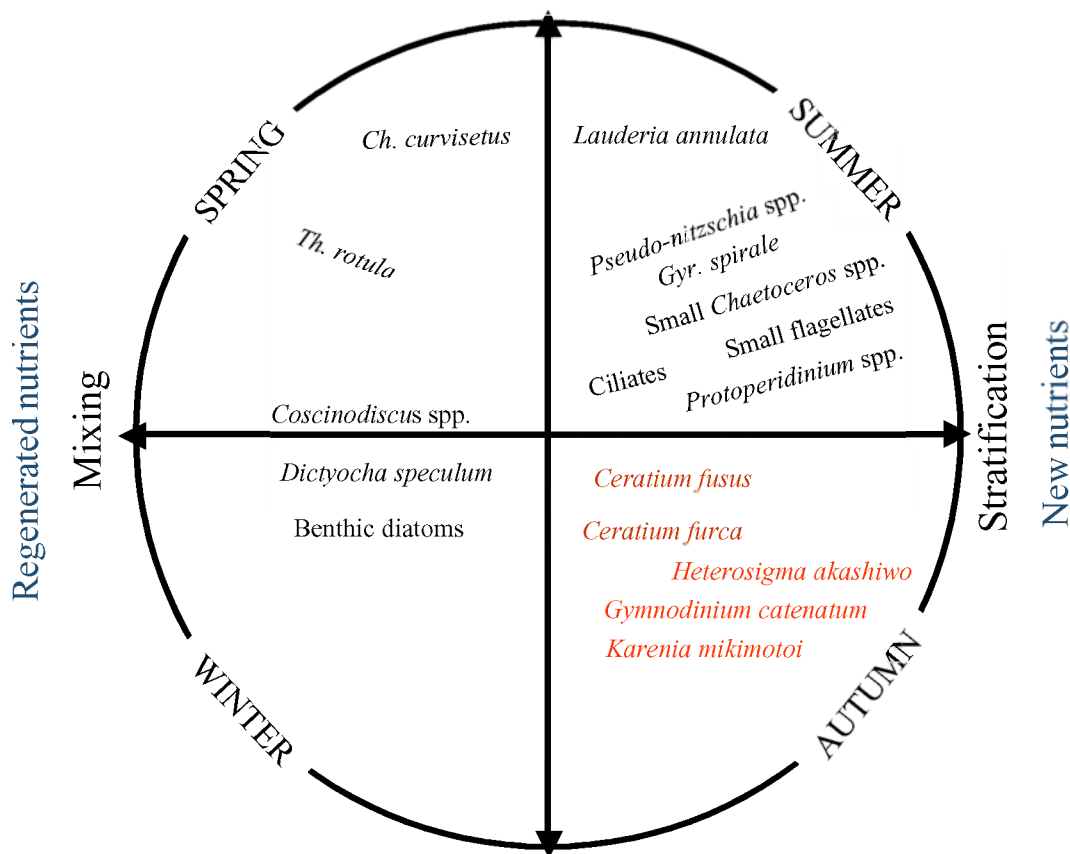 SPRING
SUMMER
Ch. curvisetus
Lauderia annulata
Th. rotula
Pseudo-nitzschia spp.
Gyr. spirale
Small Chaetoceros spp.
Small flagellates
Ciliates
Protoperidinium spp.
Coscinodiscus spp.
Regenerated nutrients
Mixing
Stratification
New nutrients
Dictyocha speculum
Benthic diatoms
Ceratium fusus
Ceratium furca
Heterosigma akashiwo
Gymnodinium catenatum
Karenia mikimotoi
WINTER
AUTUMN